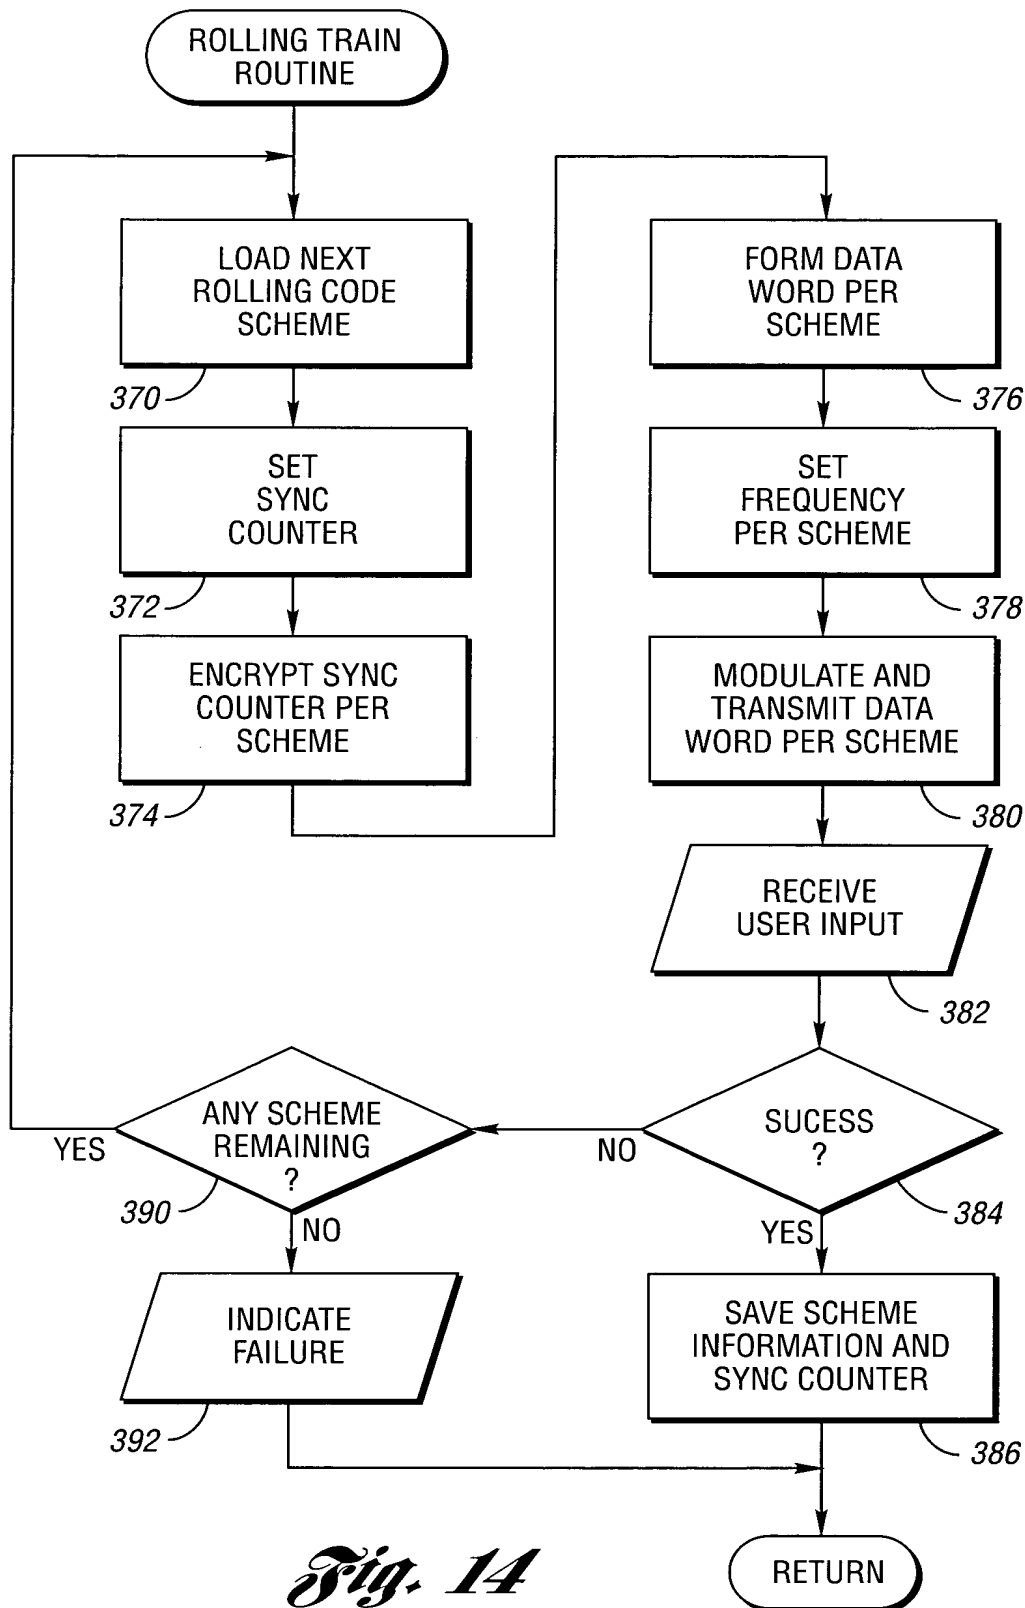 ROLLING TRAIN
ROUTINE
LOAD NEXT
ROLLING CODE
SCHEME
370
SET
SYNC
COUNTER
372
ENCRYPT SYNC
COUNTER PER
SCHEME
374
FORM DATA
WORD PER
SCHEME
376
SET
FREQUENCY
PER SCHEME
378
MODULATE AND
TRANSMIT DATA
WORD PER SCHEME
380
RECEIVE
USER INPUT
382
SUCESS
?
384
NO
YES
ANY SCHEME
REMAINING
?
390
YES
NO
INDICATE
FAILURE
392
SAVE SCHEME
INFORMATION AND
SYNC COUNTER
386
RETURN
Fig. 14